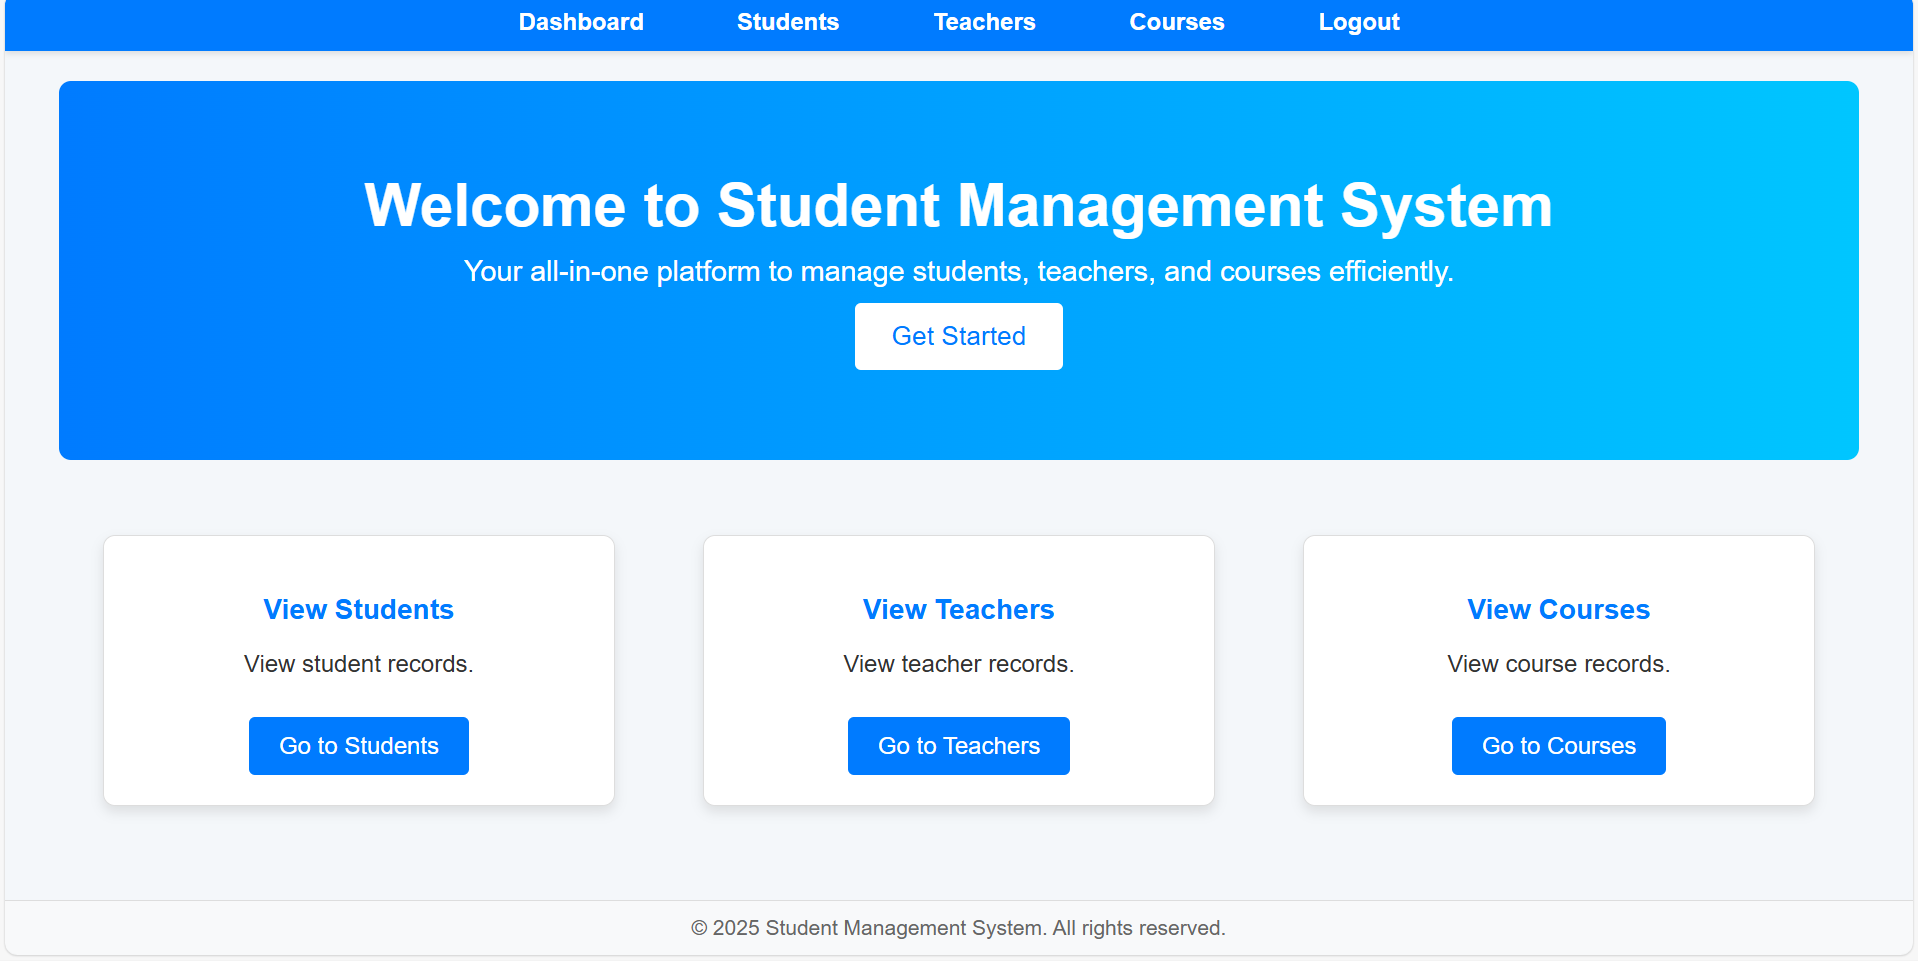 Dashboard Students Teachers Courses Logout
Welcome to Student Management System
Your all-in-one platform to manage students, teachers, and courses efficiently.
Get Started
View Students
View student records.
Go to Students
View Teachers
View teacher records.
Go to Teachers
View Courses
View course records.
Go to Courses
© 2025 Student Management System. All rights reserved.